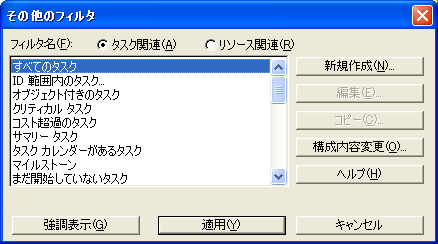 その他のフィルタ
フィルタ名(F): タスク関連(A) リソース関連(R)
すべてのタスク
ID 範囲内のタスク...
オブジェクト付きのタスク
クリティカル タスク
コスト超過のタスク
サマリー タスク
タスク カレンダーがあるタスク
マイルストーン
まだ開始していないタスク
新規作成(N)...
編集(E)...
コピー(C)...
構成内容変更(O)...
ヘルプ(H)
強調表示(G) 適用(Y) キャンセル